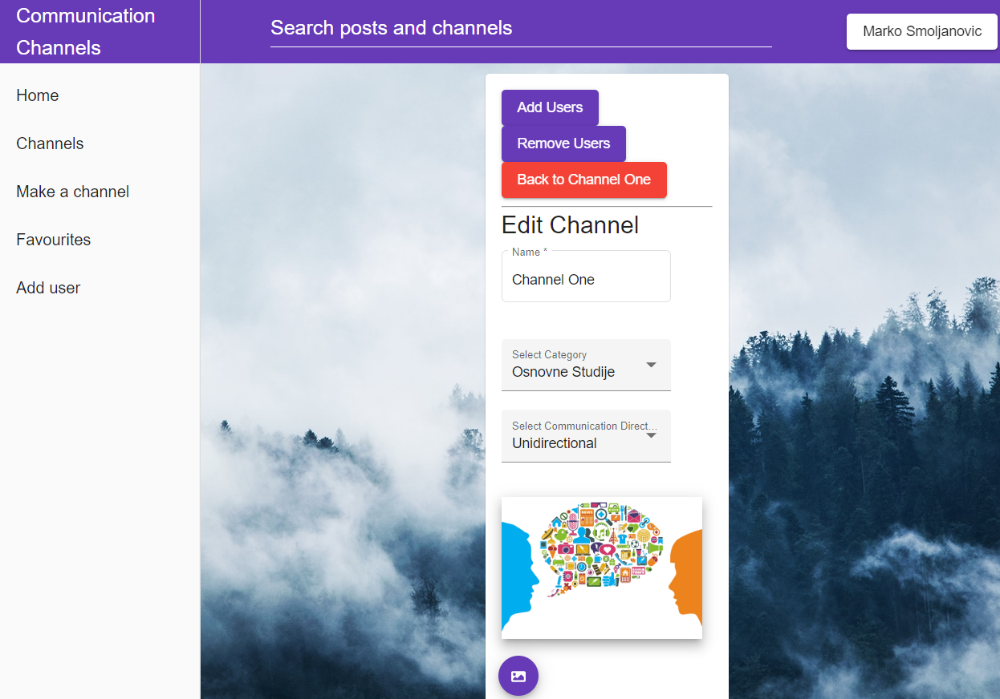 Communication
Channels
Search posts and channels
Marko Smoljanovic
Home
Channels
Make a channel
Favourites
Add user
Add Users
Remove Users
Back to Channel One
Edit Channel
Name *
Channel One
Select Category
Osnovne Studije
Select Communication Direct...
Unidirectional
NEWS